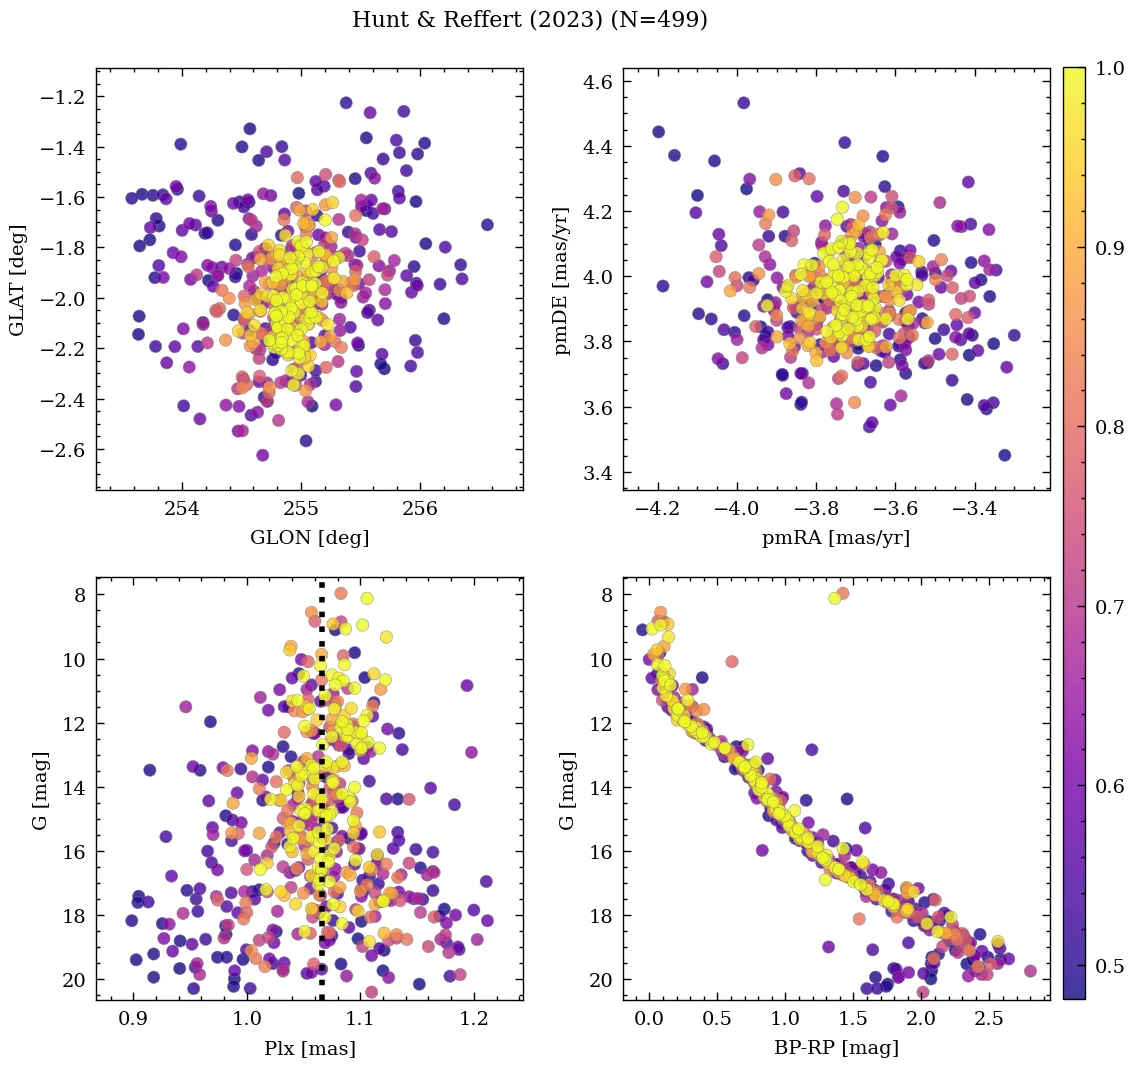 Hunt & Reffert (2023) (N=499)
−1.2
−1.4
−1.6
−1.8
−2.0
−2.2
−2.4
−2.6
GLAT [deg]
254 255 256
GLON [deg]
4.6
4.4
4.2
4.0
3.8
3.6
3.4
pmDE [mas/yr]
−4.2 −4.0 −3.8 −3.6 −3.4
pmRA [mas/yr]
1.0
0.9
0.8
0.7
0.6
0.5
8
10
12
14
16
18
20
G [mag]
0.9 1.0 1.1 1.2
Plx [mas]
8
10
12
14
16
18
20
G [mag]
0.0 0.5 1.0 1.5 2.0 2.5
BP-RP [mag]